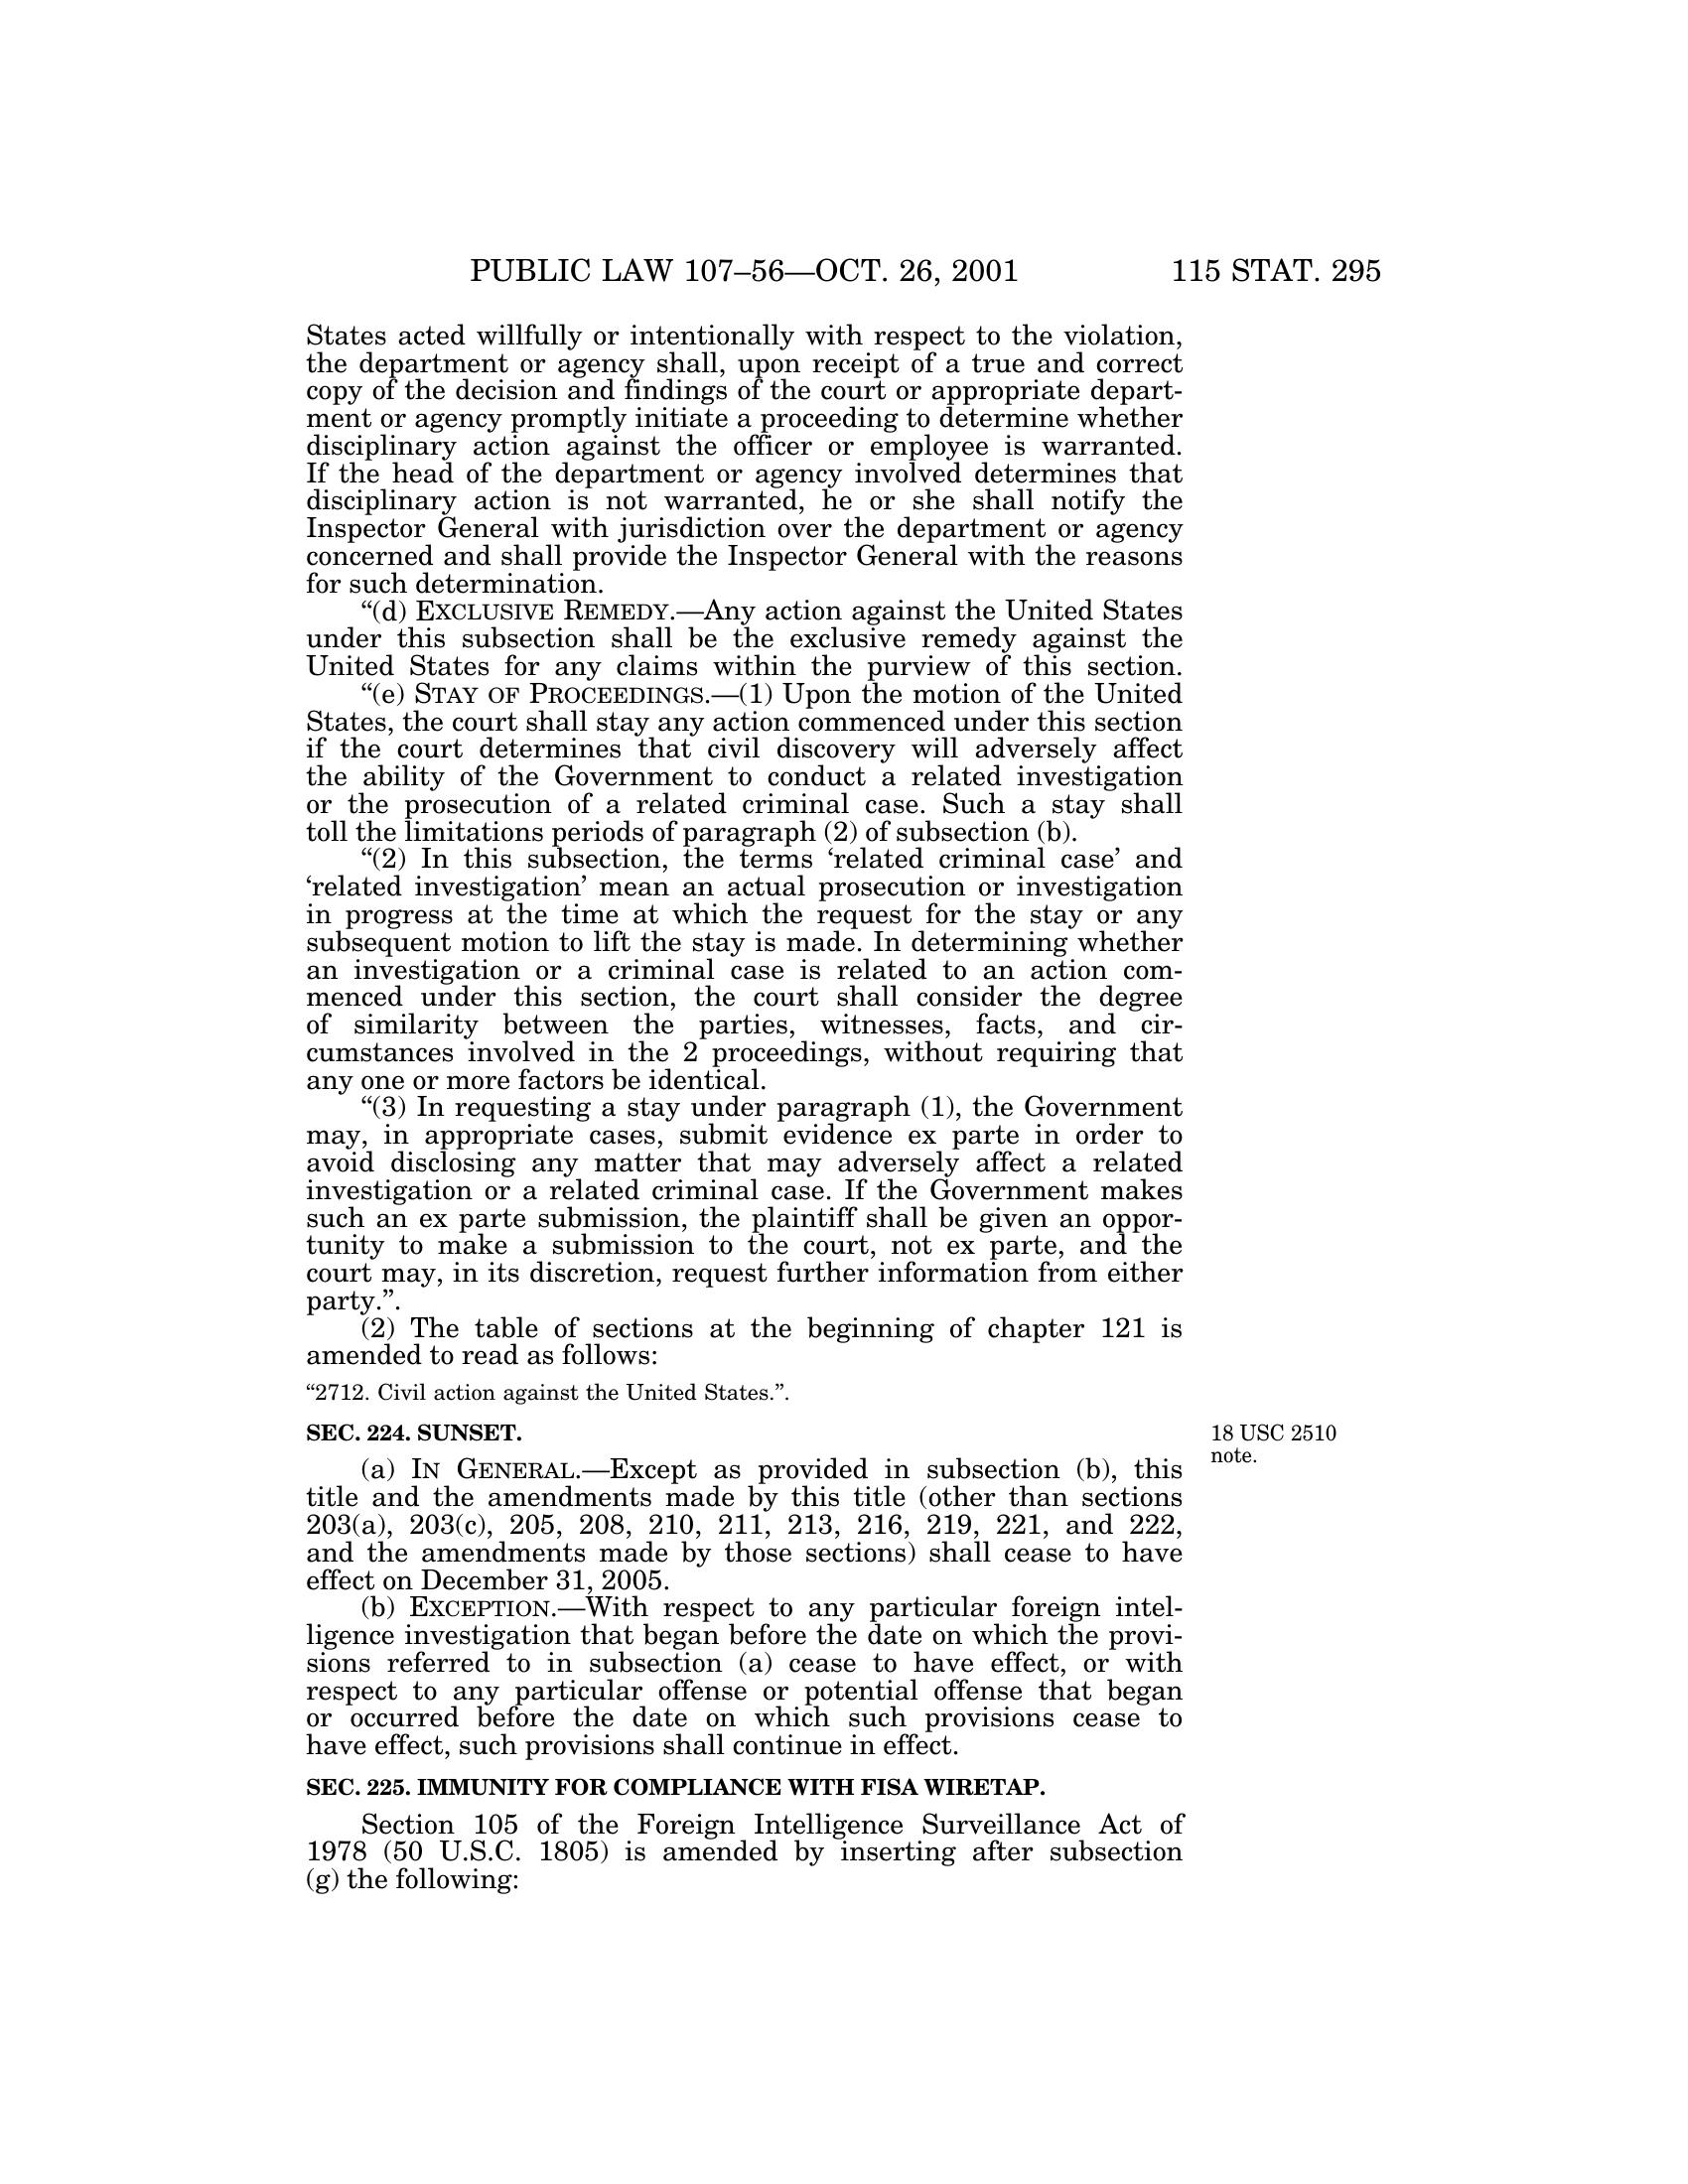 PUBLIC LAW 107–56—OCT. 26, 2001 115 STAT. 295
States acted willfully or intentionally with respect to the violation,
the department or agency shall, upon receipt of a true and correct
copy of the decision and findings of the court or appropriate depart-
ment or agency promptly initiate a proceeding to determine whether
disciplinary action against the officer or employee is warranted.
If the head of the department or agency involved determines that
disciplinary action is not warranted, he or she shall notify the
Inspector General with jurisdiction over the department or agency
concerned and shall provide the Inspector General with the reasons
for such determination.
“(d) EXCLUSIVE REMEDY.—Any action against the United States
under this subsection shall be the exclusive remedy against the
United States for any claims within the purview of this section.
“(e) STAY OF PROCEEDINGS.—(1) Upon the motion of the United
States, the court shall stay any action commenced under this section
if the court determines that civil discovery will adversely affect
the ability of the Government to conduct a related investigation
or the prosecution of a related criminal case. Such a stay shall
toll the limitations periods of paragraph (2) of subsection (b).
“(2) In this subsection, the terms ‘related criminal case’ and
‘related investigation’ mean an actual prosecution or investigation
in progress at the time at which the request for the stay or any
subsequent motion to lift the stay is made. In determining whether
an investigation or a criminal case is related to an action com-
menced under this section, the court shall consider the degree
of similarity between the parties, witnesses, facts, and cir-
cumstances involved in the 2 proceedings, without requiring that
any one or more factors be identical.
“(3) In requesting a stay under paragraph (1), the Government
may, in appropriate cases, submit evidence ex parte in order to
avoid disclosing any matter that may adversely affect a related
investigation or a related criminal case. If the Government makes
such an ex parte submission, the plaintiff shall be given an oppor-
tunity to make a submission to the court, not ex parte, and the
court may, in its discretion, request further information from either
party.”.
(2) The table of sections at the beginning of chapter 121 is
amended to read as follows:
“2712. Civil action against the United States.”.
SEC. 224. SUNSET.
18 USC 2510
note.
(a) IN GENERAL.—Except as provided in subsection (b), this
title and the amendments made by this title (other than sections
203(a), 203(c), 205, 208, 210, 211, 213, 216, 219, 221, and 222,
and the amendments made by those sections) shall cease to have
effect on December 31, 2005.
(b) EXCEPTION.—With respect to any particular foreign intel-
ligence investigation that began before the date on which the provi-
sions referred to in subsection (a) cease to have effect, or with
respect to any particular offense or potential offense that began
or occurred before the date on which such provisions cease to
have effect, such provisions shall continue in effect.
SEC. 225. IMMUNITY FOR COMPLIANCE WITH FISA WIRETAP.
Section 105 of the Foreign Intelligence Surveillance Act of
1978 (50 U.S.C. 1805) is amended by inserting after subsection
(g) the following: